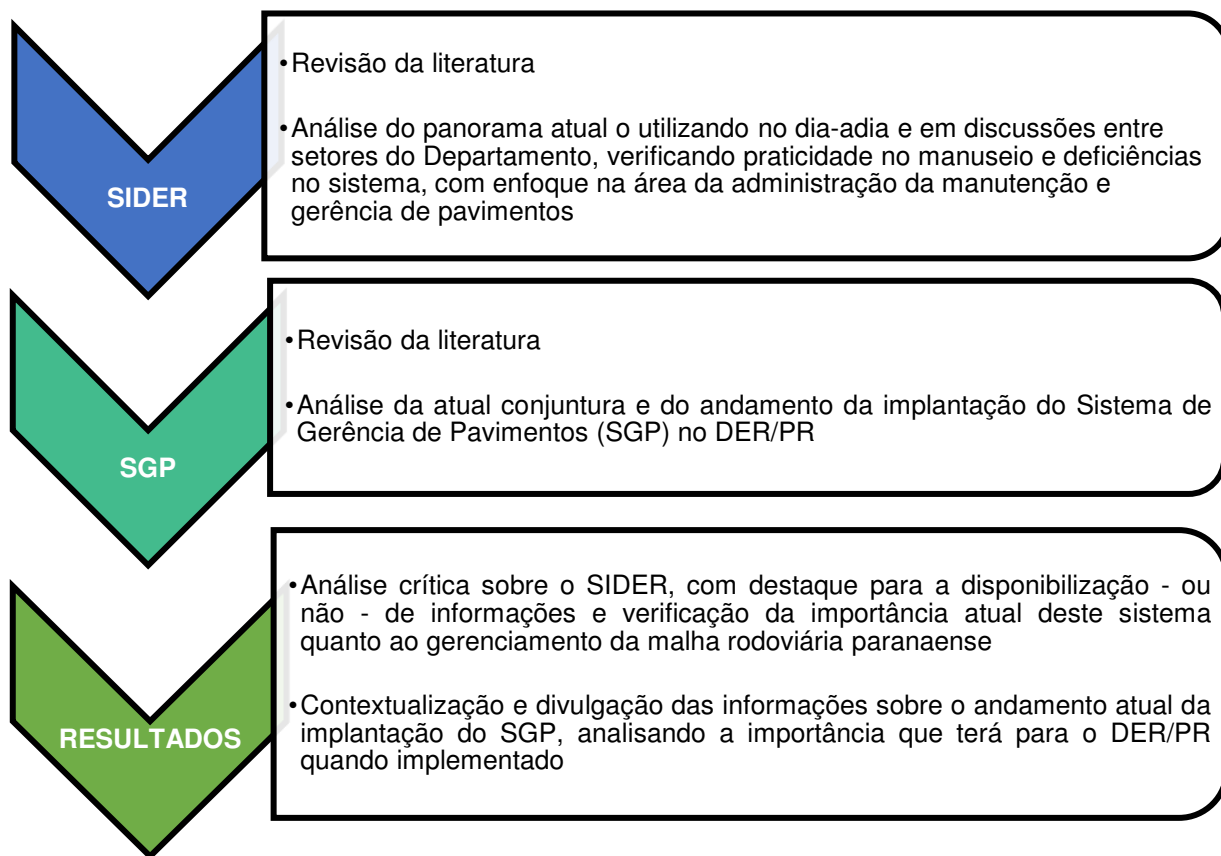 SIDER
•Revisão da literatura
•Análise do panorama atual o utilizando no dia-adia e em discussões entre
setores do Departamento, verificando praticidade no manuseio e deficiências
no sistema, com enfoque na área da administração da manutenção e
gerência de pavimentos
SGP
•Revisão da literatura
•Análise da atual conjuntura e do andamento da implantação do Sistema de
Gerência de Pavimentos (SGP) no DER/PR
RESULTADOS
•Análise crítica sobre o SIDER, com destaque para a disponibilização - ou
não - de informações e verificação da importância atual deste sistema
quanto ao gerenciamento da malha rodoviária paranaense
•Contextualização e divulgação das informações sobre o andamento atual da
implantação do SGP, analisando a importância que terá para o DER/PR
quando implementado